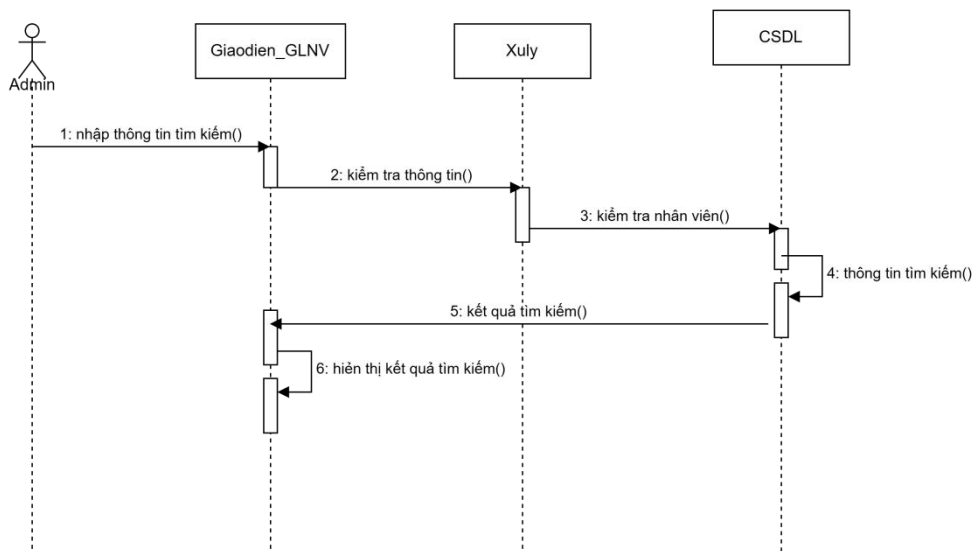 Giaodien_GLNV
Xuly
CSDL
Admin
1: nhập thông tin tìm kiếm()
2: kiểm tra thông tin()
3: kiểm tra nhân viên()
4: thông tin tìm kiếm()
5: kết quả tìm kiếm()
6: hiẻn thị kết quả tìm kiếm()